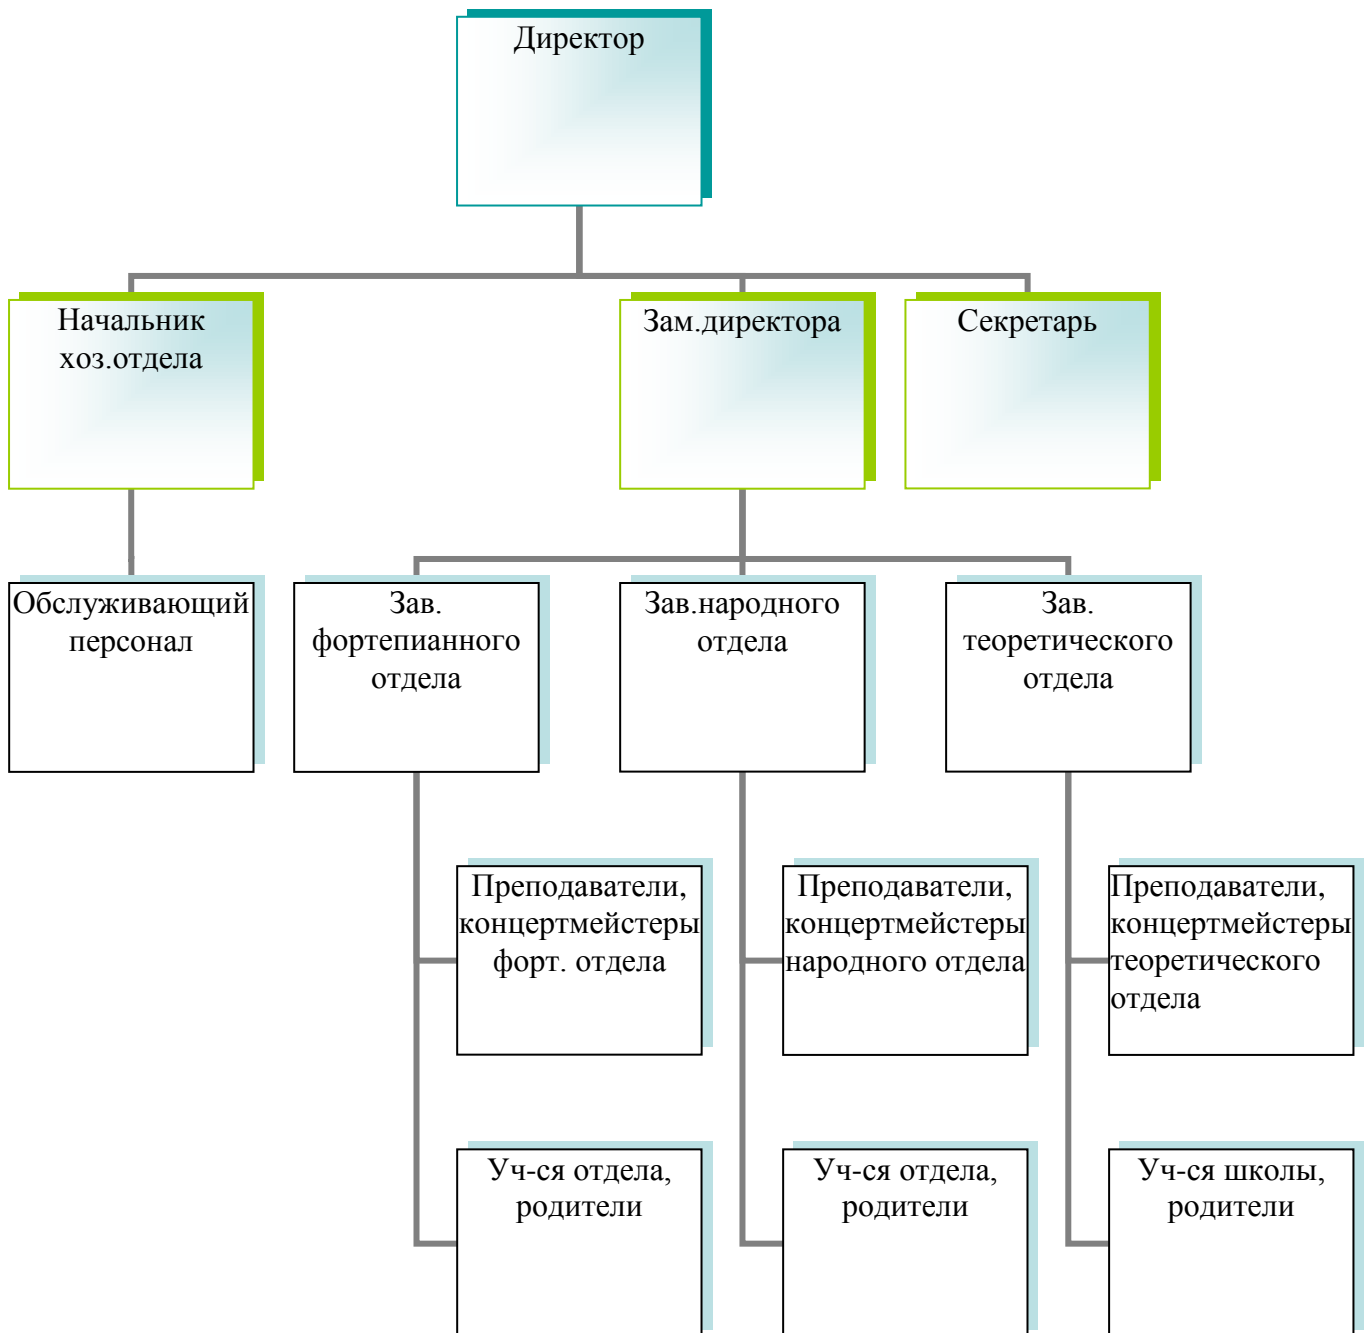 Директор
Начальник
хоз.отдела
Зам.директора
Секретарь
Обслуживающий
персонал
Зав.
фортепианного
отдела
Зав.народного
отдела
Зав.
теоретического
отдела
Преподаватели,
концертмейстеры
форт. отдела
Преподаватели,
концертмейстеры
народного отдела
Преподаватели,
концертмейстеры
теоретического
отдела
Уч-ся отдела,
родители
Уч-ся отдела,
родители
Уч-ся школы,
родители